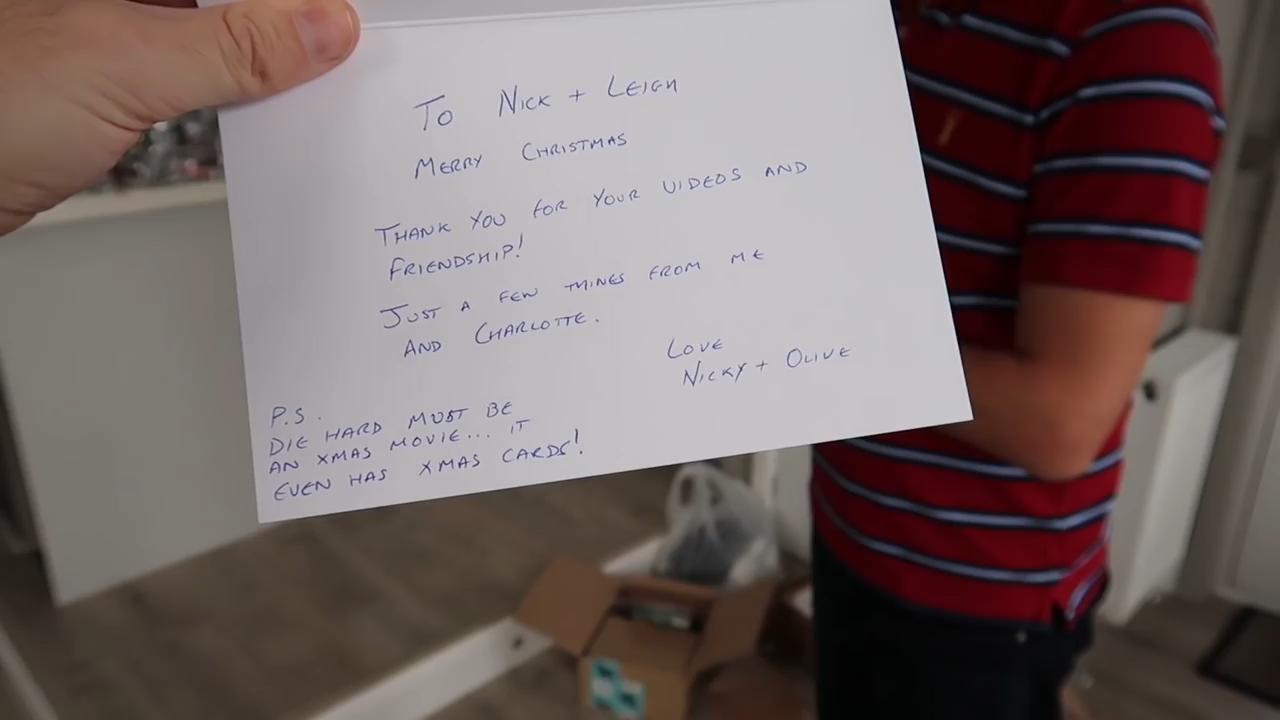 To Nick + Leigh
Merry Christmas
Thank you for your videos and
friendship!
Just a few things from me
and Charlotte.
Love
Nicky + Olive
P.S.
Die Hard must be
an Xmas movie... it
even has Xmas cards!